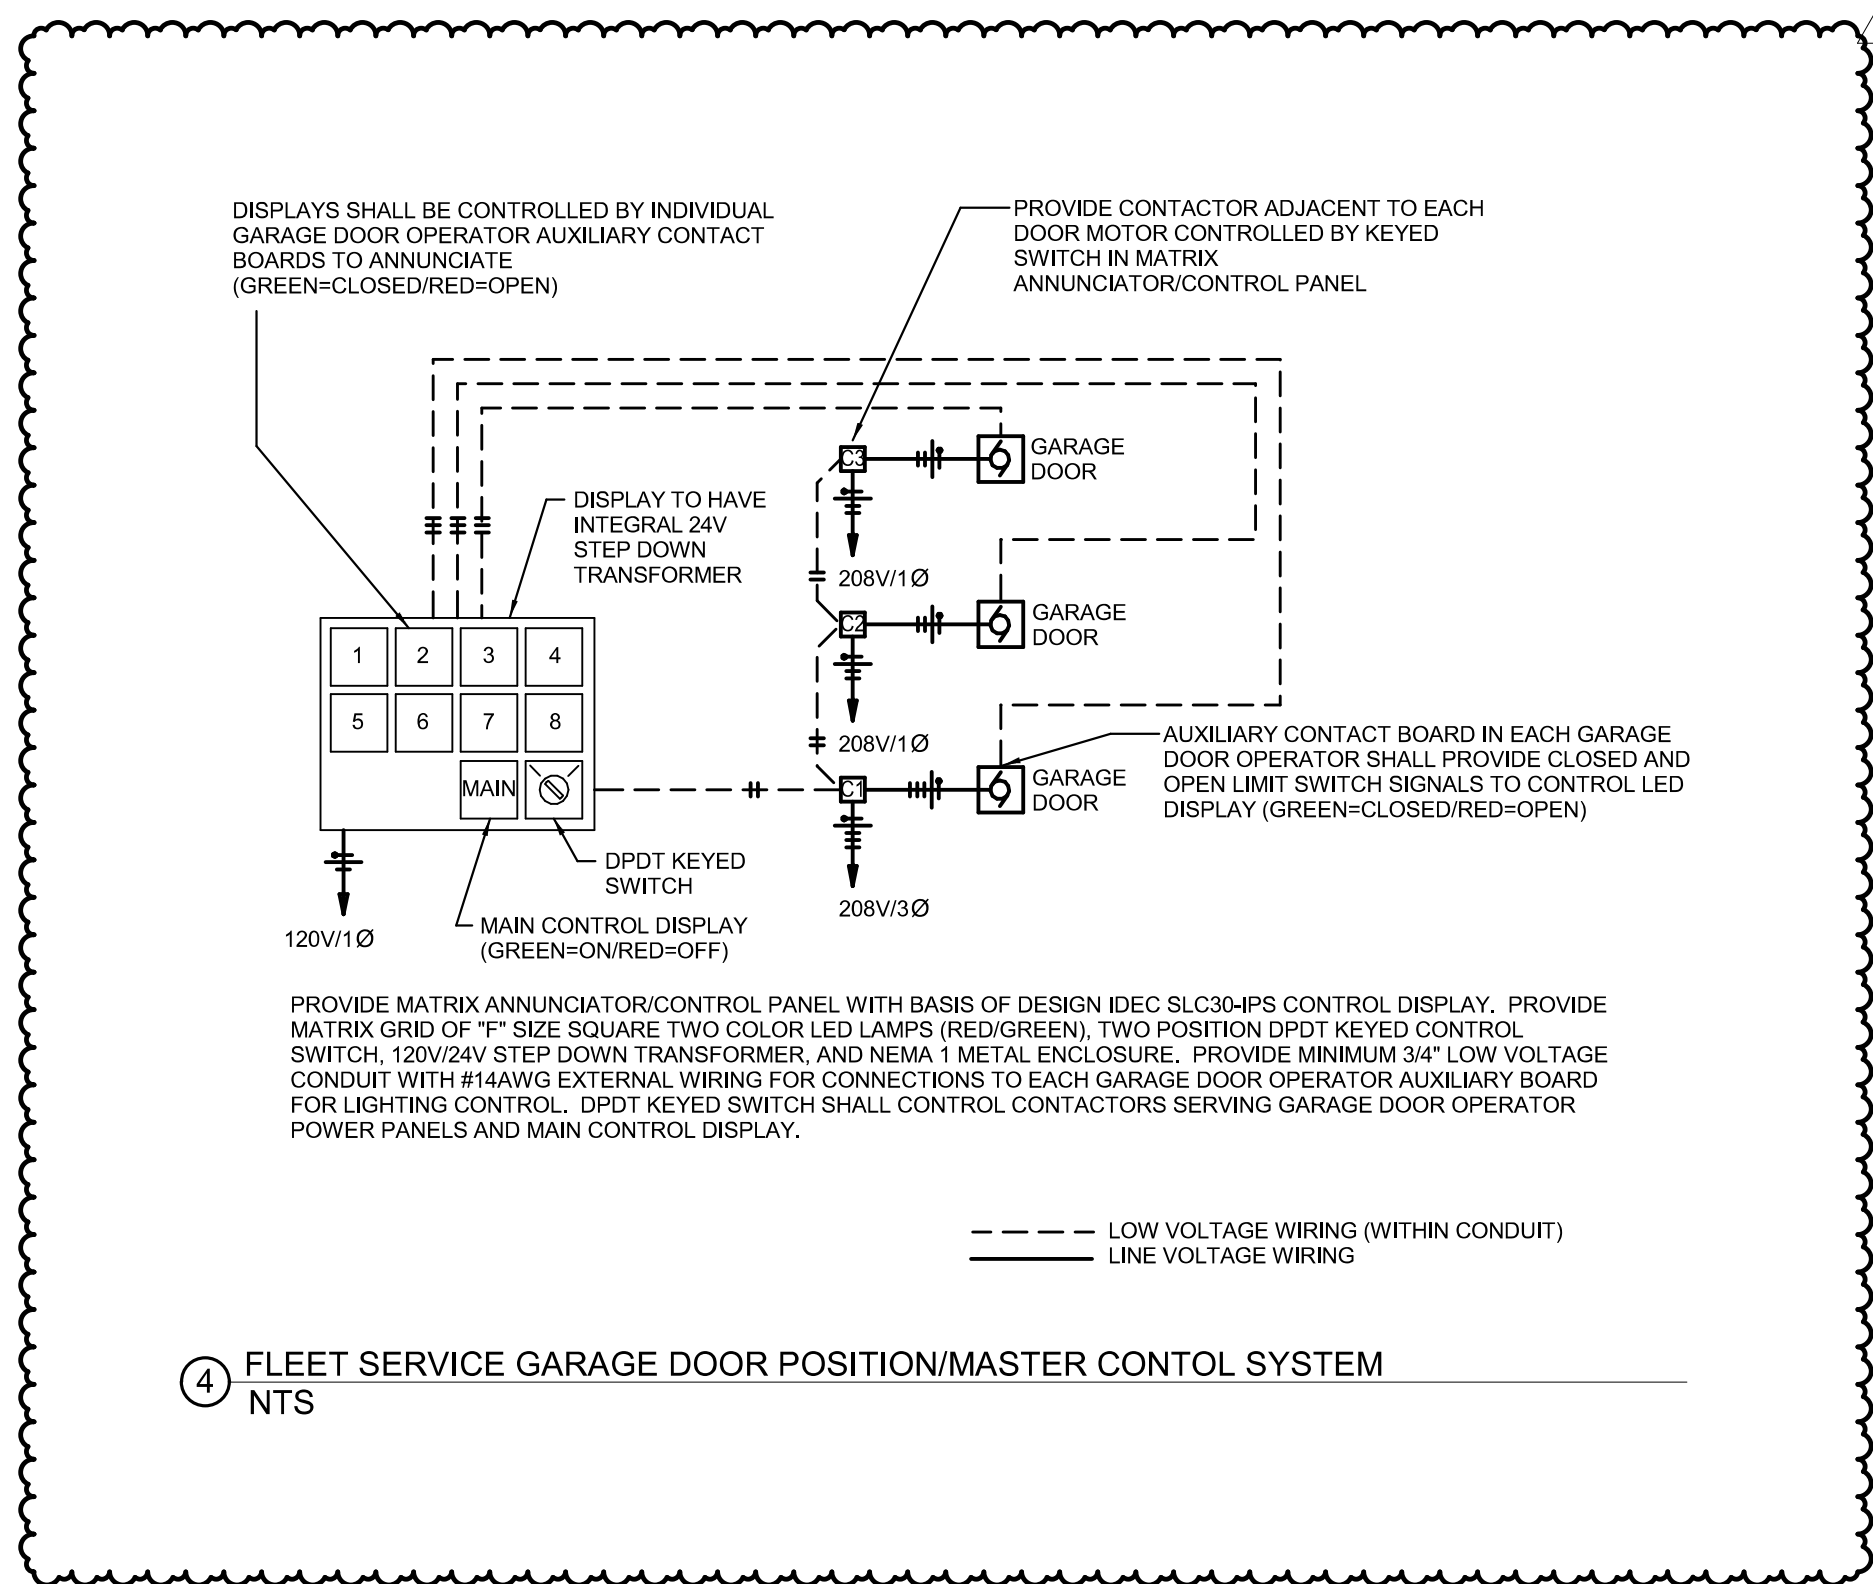 DISPLAYS SHALL BE CONTROLLED BY INDIVIDUAL
GARAGE DOOR OPERATOR AUXILIARY CONTACT
BOARDS TO ANNUNCIATE
(GREEN=CLOSED/RED=OPEN)
PROVIDE CONTACTOR ADJACENT TO EACH
DOOR MOTOR CONTROLLED BY KEYED
SWITCH IN MATRIX
ANNUNCIATOR/CONTROL PANEL
C3
GARAGE
DOOR
DISPLAY TO HAVE
INTEGRAL 24V
STEP DOWN
TRANSFORMER
208V/1Ø
C2
GARAGE
DOOR
1 2 3 4
5 6 7 8
208V/1Ø
AUXILIARY CONTACT BOARD IN EACH GARAGE
DOOR OPERATOR SHALL PROVIDE CLOSED AND
OPEN LIMIT SWITCH SIGNALS TO CONTROL LED
DISPLAY (GREEN=CLOSED/RED=OPEN)
MAIN
C1
GARAGE
DOOR
DPDT KEYED
SWITCH
208V/3Ø
MAIN CONTROL DISPLAY
(GREEN=ON/RED=OFF)
120V/1Ø
PROVIDE MATRIX ANNUNCIATOR/CONTROL PANEL WITH BASIS OF DESIGN IDEC SLC30-IPS CONTROL DISPLAY. PROVIDE
MATRIX GRID OF "F" SIZE SQUARE TWO COLOR LED LAMPS (RED/GREEN), TWO POSITION DPDT KEYED CONTROL
SWITCH, 120V/24V STEP DOWN TRANSFORMER, AND NEMA 1 METAL ENCLOSURE. PROVIDE MINIMUM 3/4" LOW VOLTAGE
CONDUIT WITH #14AWG EXTERNAL WIRING FOR CONNECTIONS TO EACH GARAGE DOOR OPERATOR AUXILIARY BOARD
FOR LIGHTING CONTROL. DPDT KEYED SWITCH SHALL CONTROL CONTACTORS SERVING GARAGE DOOR OPERATOR
POWER PANELS AND MAIN CONTROL DISPLAY.
LOW VOLTAGE WIRING (WITHIN CONDUIT)
LINE VOLTAGE WIRING
4 FLEET SERVICE GARAGE DOOR POSITION/MASTER CONTOL SYSTEM
NTS